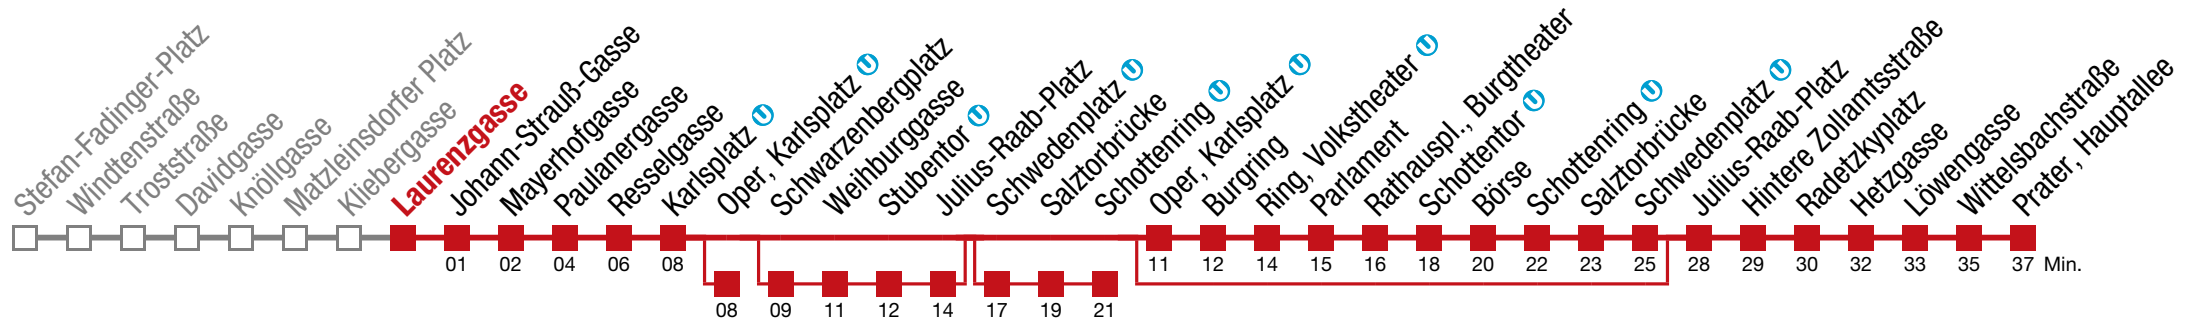 Stefan-Fadinger-Platz
Windtenstraße
Troststraße
Davidgasse
Knöllgasse
Matzleinsdorfer Platz
Kliebergasse
Laurenzgasse
Johann-Strauß-Gasse
Mayerhofgasse
Paulanergasse
Resselgasse
Karlsplatz U
Oper, Karlsplatz U
Schwarzenbergplatz
Weihburggasse
Stubentor U
Julius-Raab-Platz
Schwedenplatz U
Salztorbrücke
Schottenring U
Oper, Karlsplatz U
Burgring
Ring, Volkstheater U
Parlament
Rathauspl., Burgtheater
Schottentor U
Börse
Schottenring U
Salztorbrücke
Schwedenplatz U
Julius-Raab-Platz
Hintere Zollamtsstraße
Radetzkyplatz
Hetzgasse
Löwengasse
Wittelsbachstraße
Prater, Hauptallee
01 02 04 06 08 11 12 14 15 16 18 20 22 23 25 28 29 30 32 33 35 37 Min.
08 09 11 12 14 17 19 21